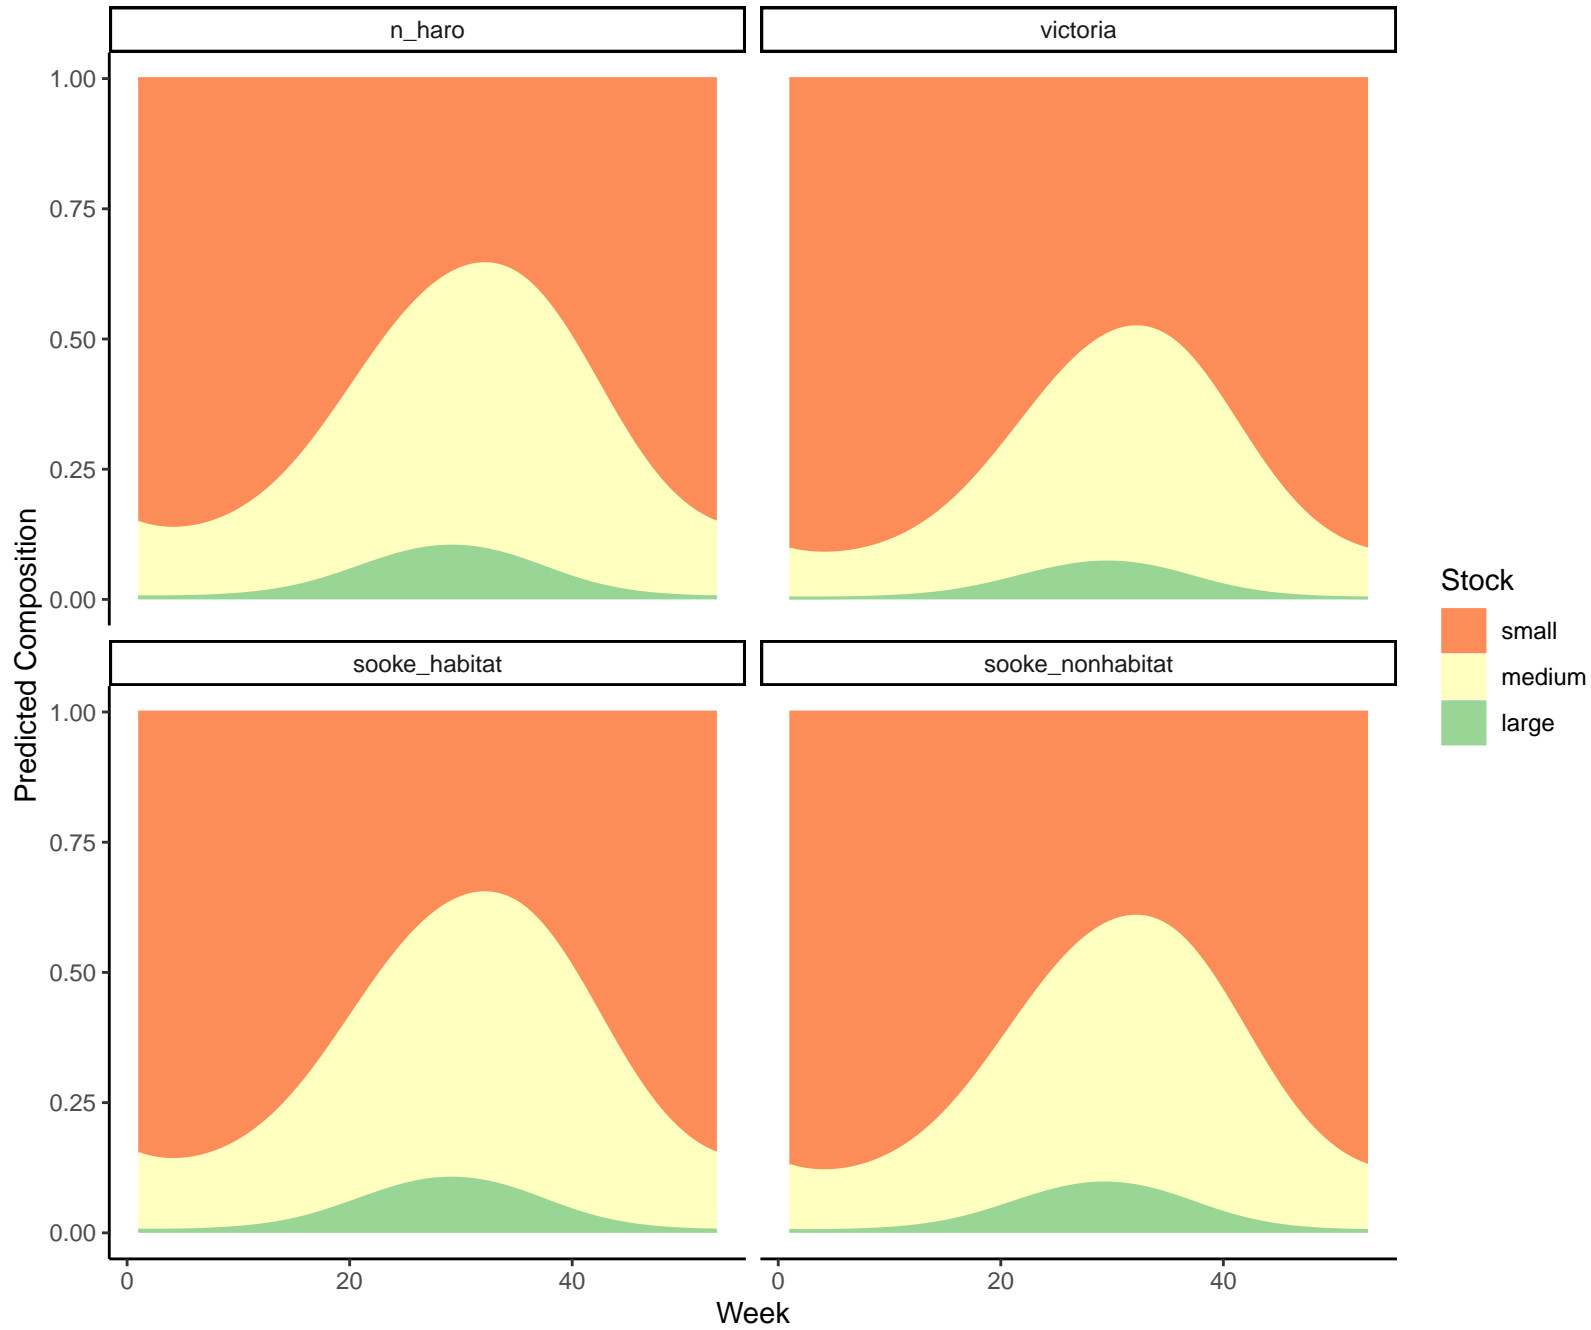 n_haro
victoria
1.00
0.75
0.50
0.25
0.00
sooke_habitat
sooke_nonhabitat
1.00
0.75
0.50
0.25
0.00
0
20
40
0
20
40
Week
Predicted Composition
Stock
small
medium
large